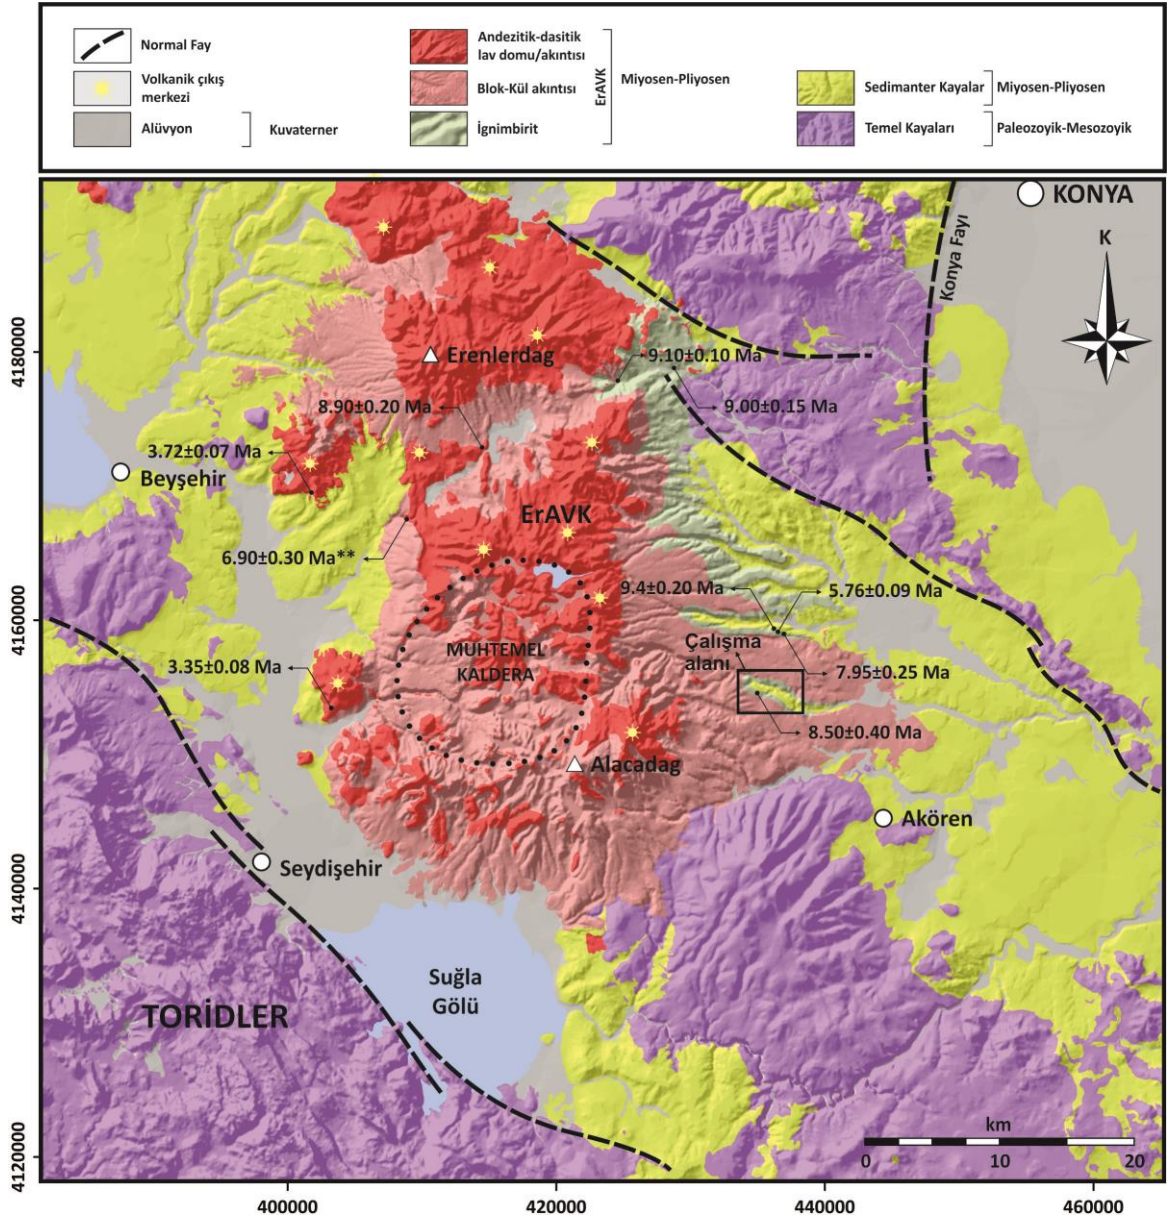 Normal Fay
Volkanik çıkış
merkezi
Alüvyon
Kuvaterner
Andezitik-dasitik
lav domu/akıntısı
Blok-Kül akıntısı
İgnimbirit
ErAVK
Miyosen-Pliyosen
Sedimanter Kayalar
Miyosen-Pliyosen
Temel Kayaları
Paleozoyik-Mesozoyik
KONYA
Konya Fayı
K
Erenlerdag
9.10±0.10 Ma
9.00±0.15 Ma
8.90±0.20 Ma
3.72±0.07 Ma
Beyşehir
ErAVK
6.90±0.30 Ma**
9.4±0.20 Ma
5.76±0.09 Ma
MUHTEMEL
KALDERA
Çalışma
alanı
3.35±0.08 Ma
7.95±0.25 Ma
8.50±0.40 Ma
Alacadag
Akören
Seydişehir
Suğla
Gölü
TORİDLER
km
0 10 20
4180000
4160000
4140000
4120000
400000 420000 440000 460000